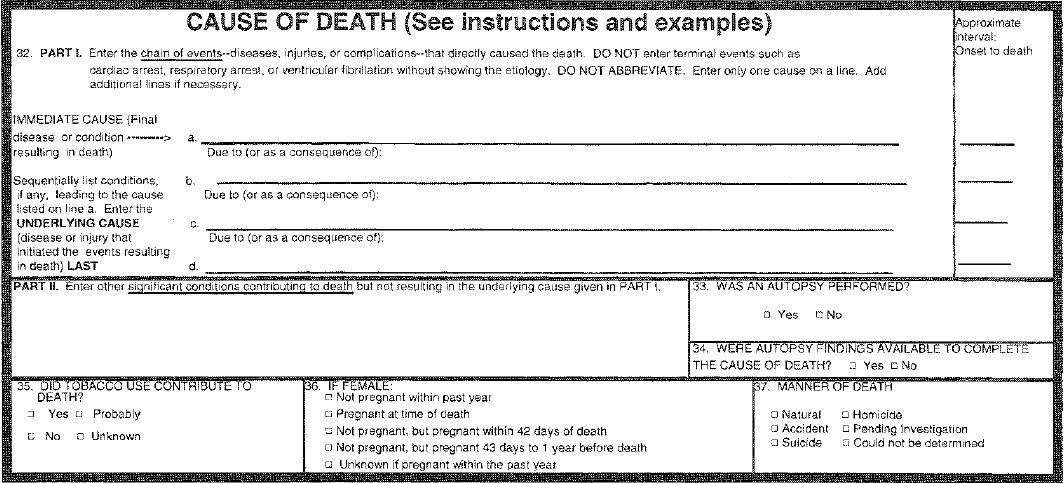 CAUSE OF DEATH (See instructions and examples)
Approximate
interval:
Onset to death
32. PART I. Enter the chain of events--diseases, injuries, or complications--that directly caused the death. DO NOT enter terminal events such as
cardiac arrest, respiratory arrest, or ventricular fibrillation without showing the etiology. DO NOT ABBREVIATE. Enter only one cause on a line. Add
additional lines if necessary.
IMMEDIATE CAUSE (Final
disease or condition ---------> a.
resulting in death) Due to (or as a consequence of):
Sequentially list conditions, b.
if any, leading to the cause Due to (or as a consequence of):
listed on line a. Enter the
UNDERLYING CAUSE c.
(disease or injury that Due to (or as a consequence of):
initiated the events resulting
in death) LAST d.
PART II. Enter other significant conditions contributing to death but not resulting in the underlying cause given in PART I.
33. WAS AN AUTOPSY PERFORMED?
□ Yes □ No
34. WERE AUTOPSY FINDINGS AVAILABLE TO COMPLETE
THE CAUSE OF DEATH? □ Yes □ No
35. DID TOBACCO USE CONTRIBUTE TO
DEATH?
□ Yes □ Probably
□ No □ Unknown
36. IF FEMALE:
□ Not pregnant within past year
□ Pregnant at time of death
□ Not pregnant, but pregnant within 42 days of death
□ Not pregnant, but pregnant 43 days to 1 year before death
□ Unknown if pregnant within the past year
37. MANNER OF DEATH
□ Natural □ Homicide
□ Accident □ Pending Investigation
□ Suicide □ Could not be determined